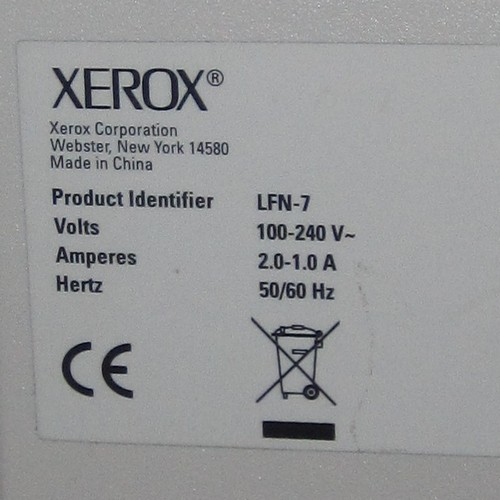 XEROX®
Xerox Corporation
Webster, New York 14580
Made in China
Product Identifier LFN-7
Volts 100-240 V~
Amperes 2.0-1.0 A
Hertz 50/60 Hz
CE